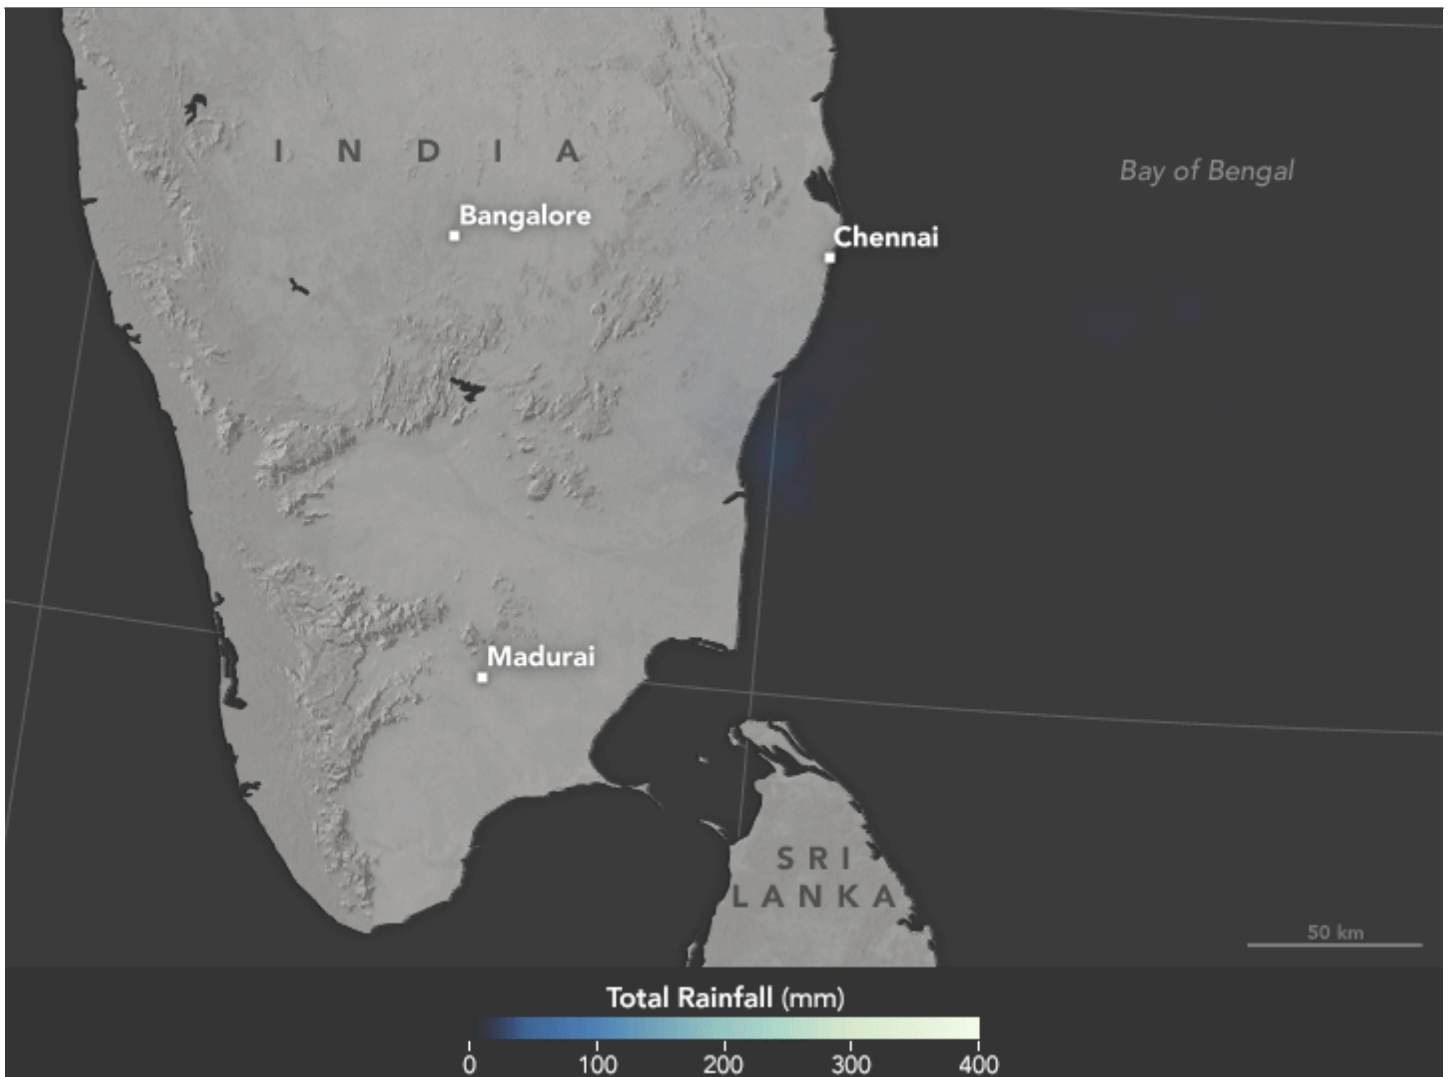 I N D I A
Bay of Bengal
Bangalore
Chennai
Madurai
SRI
LANKA
50 km
Total Rainfall (mm)
0 100 200 300 400